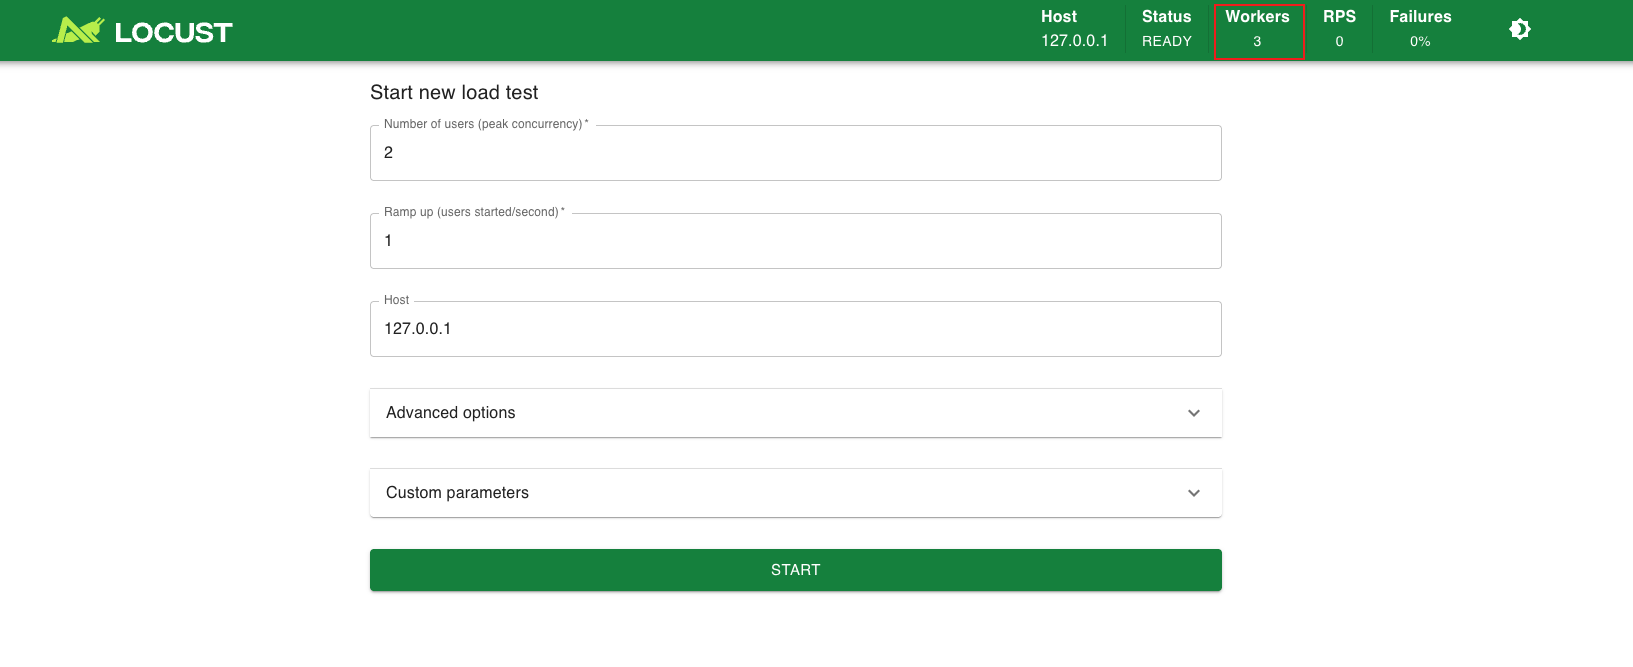 LOCUST
Host
127.0.0.1
Status
READY
Workers
3
RPS
0
Failures
0%
Start new load test
Number of users (peak concurrency) *
2
Ramp up (users started/second) *
1
Host
127.0.0.1
Advanced options
Custom parameters
START